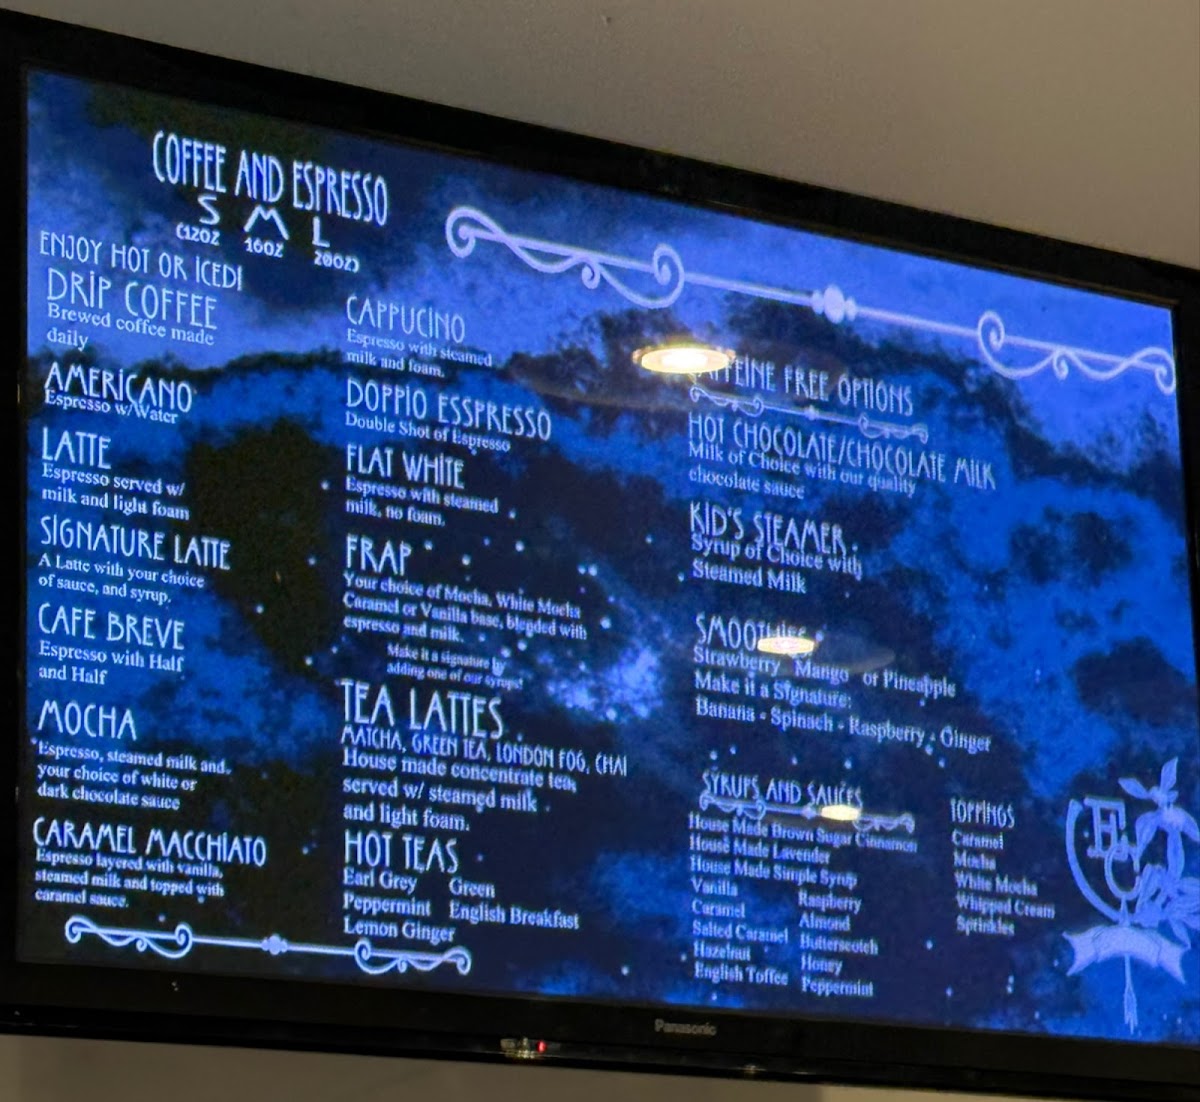 COFFEE AND ESPRESSO
S M L
(12OZ 16OZ 20OZ)
ENJOY HOT OR ICED!
DRIP COFFEE
Brewed coffee made
daily
AMERICANO
Espresso w/Water
LATTE
Espresso served w/
milk and light foam
SIGNATURE LATTE
A Latte with your choice
of sauce, and syrup.
CAFE BREVE
Espresso with Half
and Half
MOCHA
Espresso, steamed milk and
your choice of white or
dark chocolate sauce
CARAMEL MACCHIATO
Espresso layered with vanilla,
steamed milk and topped with
caramel sauce.
CAPPUCINO
Espresso with steamed
milk and foam.
DOPPIO ESSPRESSO
Double Shot of Espresso
FLAT WHITE
Espresso with steamed
milk, no foam.
FRAP
Your choice of Mocha, White Mocha
Caramel or Vanilla base, blended with
espresso and milk.
Make it a signature by
adding one of our syrups!
TEA LATTES
MATCHA, GREEN TEA, LONDON FOG, CHAI
House made concentrate tea,
served w/ steamed milk
and light foam.
HOT TEAS
Earl Grey Green
Peppermint English Breakfast
Lemon Ginger
CAFFEINE FREE OPTIONS
HOT CHOCOLATE/CHOCOLATE MILK
Milk of Choice with our quality
chocolate sauce
KID'S STEAMER
Syrup of Choice with
Steamed Milk
SMOOTHIES
Strawberry Mango or Pineapple
Make it a Signature:
Banana - Spinach - Raspberry - Ginger
SYRUPS AND SAUCES
House Made Brown Sugar Cinnamon
House Made Lavender
House Made Simple Syrup
Vanilla Raspberry
Caramel Almond
Salted Caramel Butterscotch
Hazelnut Honey
English Toffee Peppermint
TOPPINGS
Caramel
Mocha
White Mocha
Whipped Cream
Sprinkles
Panasonic